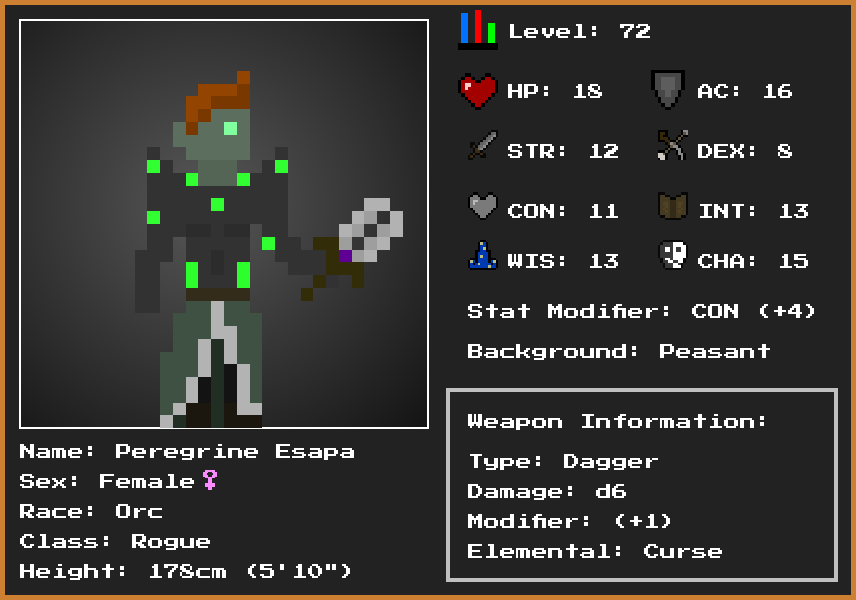 Level: 72
HP: 18
AC: 16
STR: 12
DEX: 8
CON: 11
INT: 13
WIS: 13
CHA: 15
Stat Modifier: CON (+4)
Background: Peasant
Weapon Information:
Type: Dagger
Damage: d6
Modifier: (+1)
Elemental: Curse
Name: Peregrine Esapa
Sex: Female♀
Race: Orc
Class: Rogue
Height: 178cm (5'10")